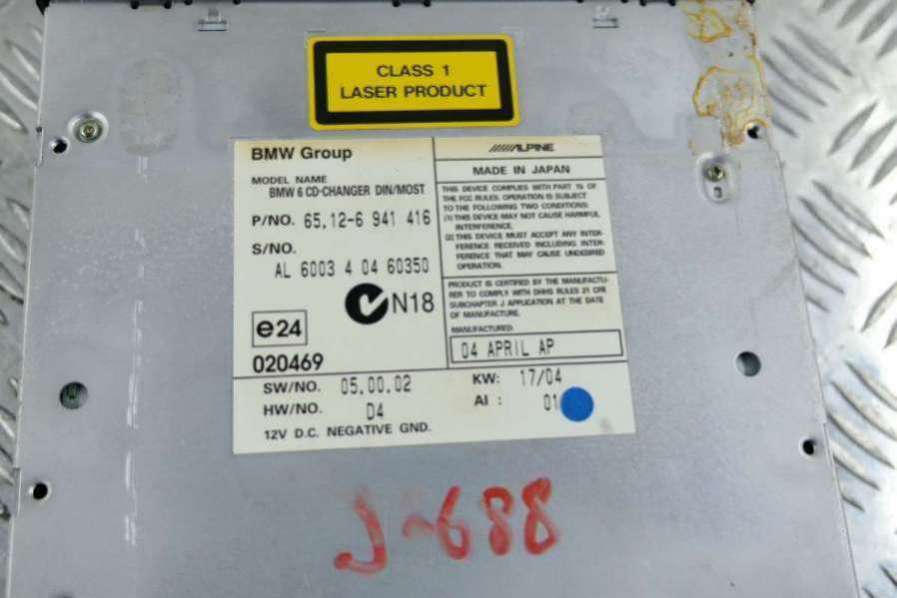 CLASS 1
LASER PRODUCT
BMW Group
MODEL NAME
BMW 6 CD-CHANGER DIN/MOST
P/NO. 65.12-6 941 416
S/NO.
AL 6003 4 04 60350
N18
e24
020469
ALPINE
MADE IN JAPAN
THIS DEVICE COMPLIES WITH PART 15 OF
THE FCC RULES. OPERATION IS SUBJECT
TO THE FOLLOWING TWO CONDITIONS:
(1) THIS DEVICE MAY NOT CAUSE HARMFUL
INTERFERENCE.
(2) THIS DEVICE MUST ACCEPT ANY INTER-
FERENCE RECEIVED INCLUDING INTER-
FERENCE THAT MAY CAUSE UNDESIRED
OPERATION.
PRODUCT IS CERTIFIED BY THE MANUFACTU-
RER TO COMPLY WITH DHHS RULES 21 CFR
SUBCHAPTER J APPLICATION AT THE DATE
OF MANUFACTURE.
MANUFACTURED:
04 APRIL AP
SW/NO. 05.00.02
HW/NO. D4
12V D.C. NEGATIVE GND.
KW: 17/04
AI : 01
J-688